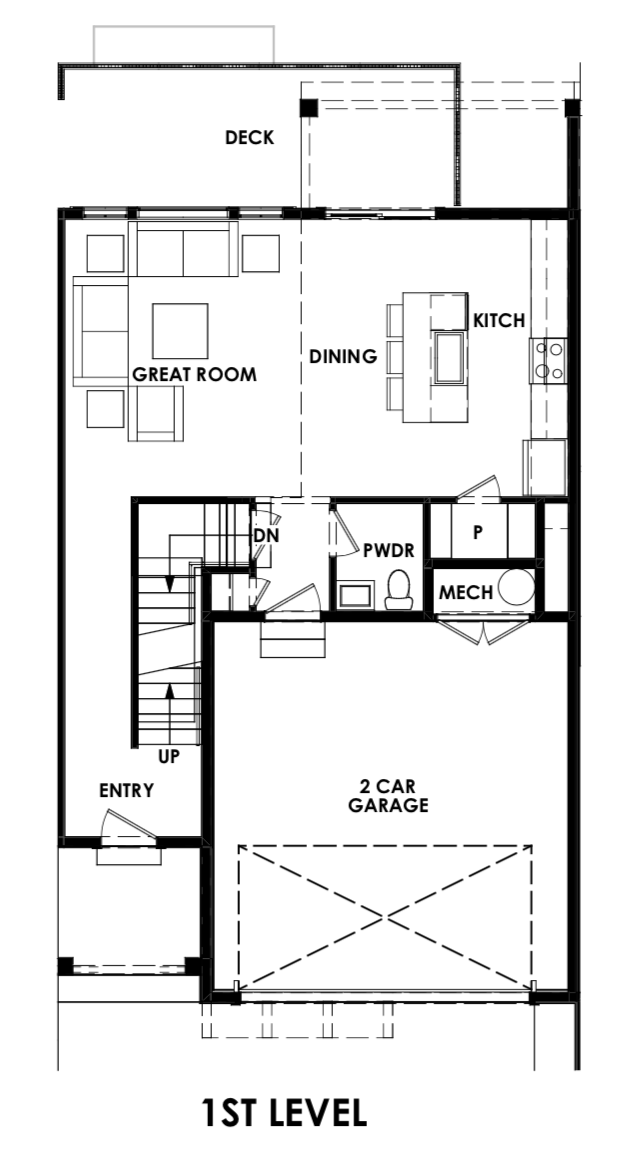 DECK
KITCH
DINING
GREAT ROOM
DN
P
PWDR
MECH
UP
ENTRY
2 CAR
GARAGE
1ST LEVEL